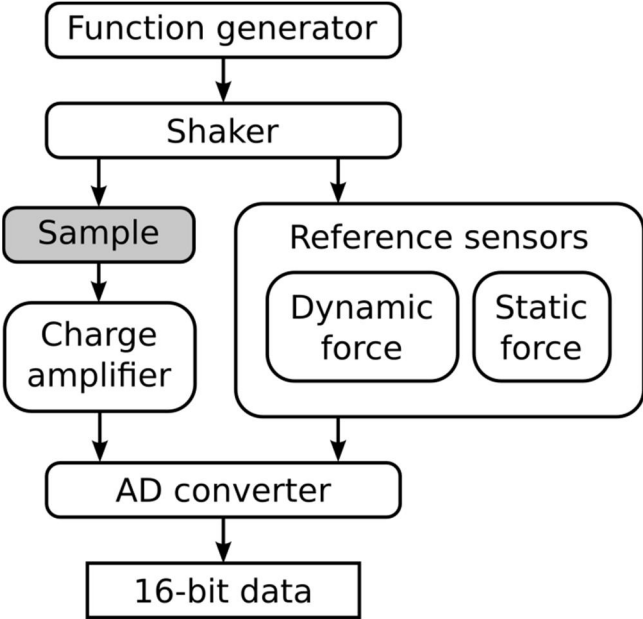 Function generator
Shaker
Sample
Reference sensors
Dynamic
force
Static
force
Charge
amplifier
AD converter
16-bit data